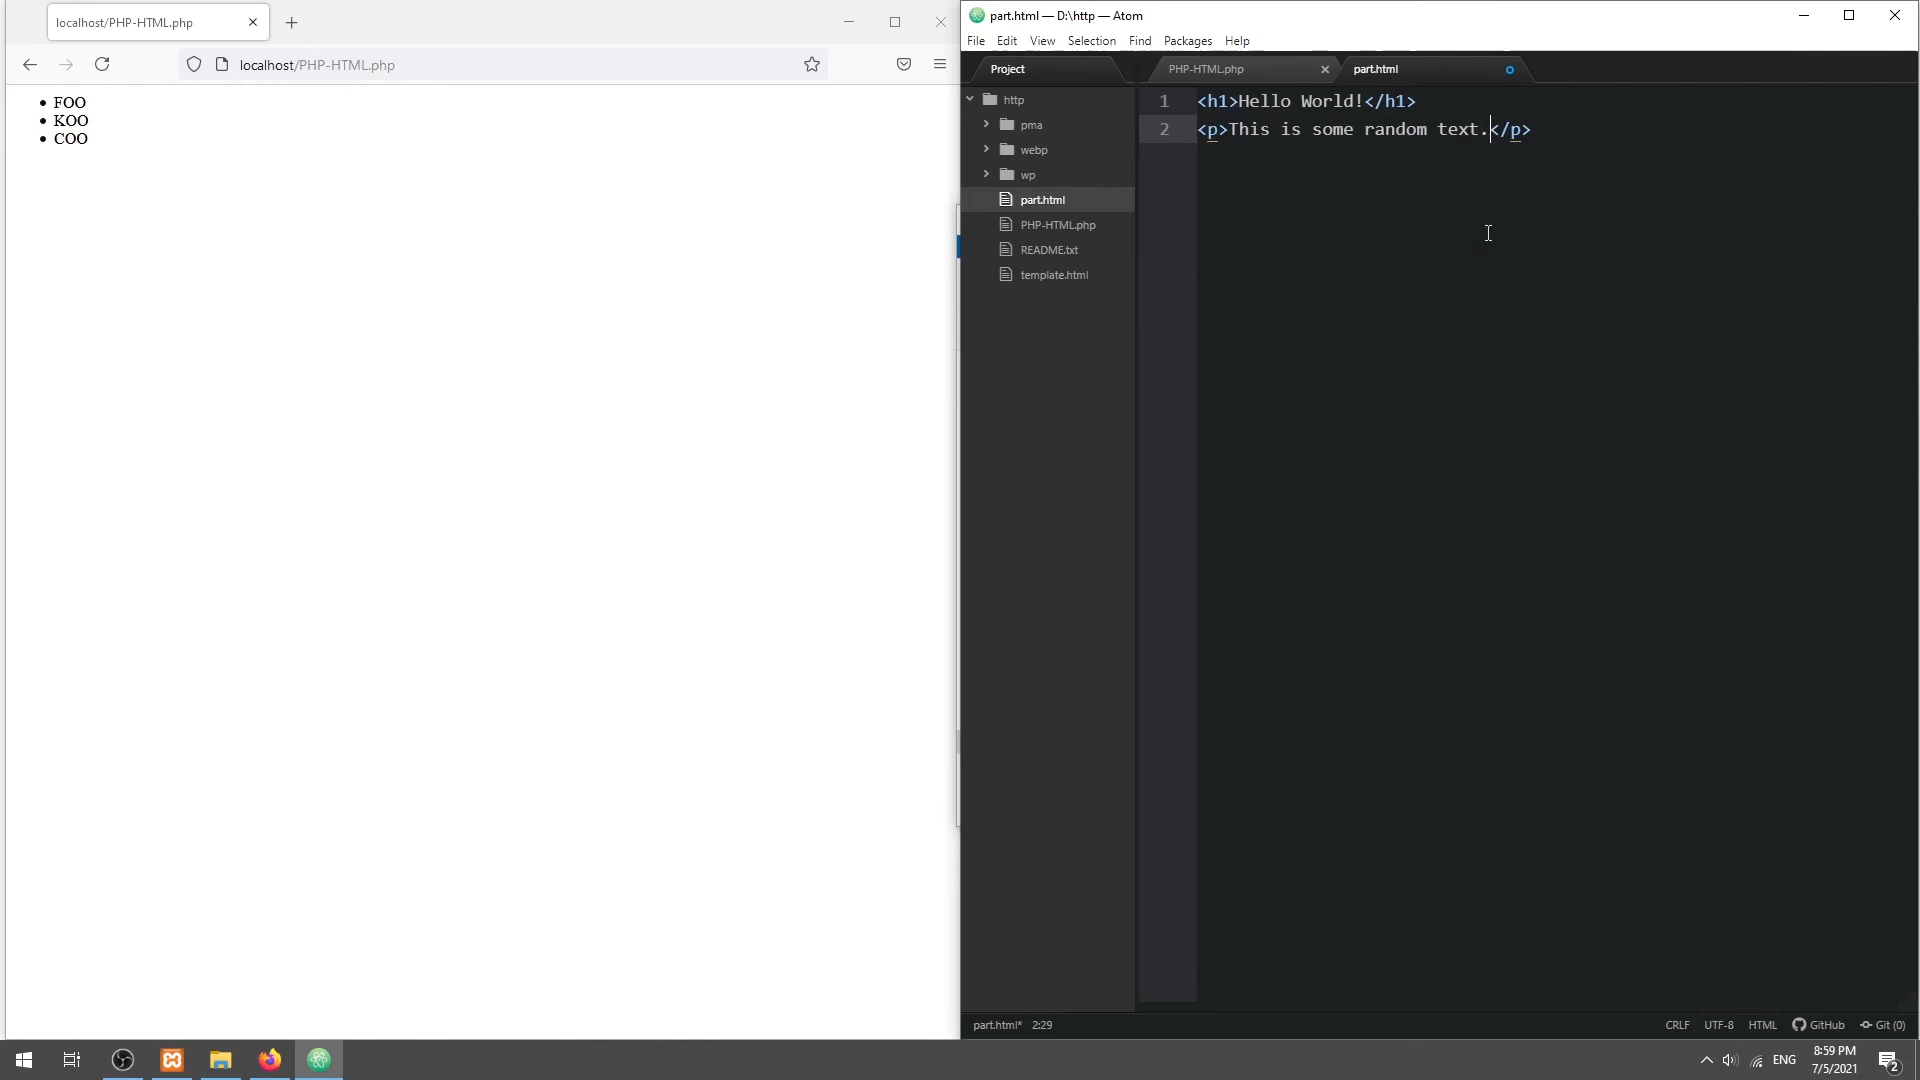 localhost/PHP-HTML.php
localhost/PHP-HTML.php
FOO
KOO
COO
part.html — D:\http — Atom
File Edit View Selection Find Packages Help
Project
PHP-HTML.php
part.html
http
pma
webp
wp
part.html
PHP-HTML.php
README.txt
template.html
1 <h1>Hello World!</h1>
2 <p>This is some random text.</p>
part.html* 2:29
CRLF UTF-8 HTML GitHub Git (0)
ENG
8:59 PM
7/5/2021
2